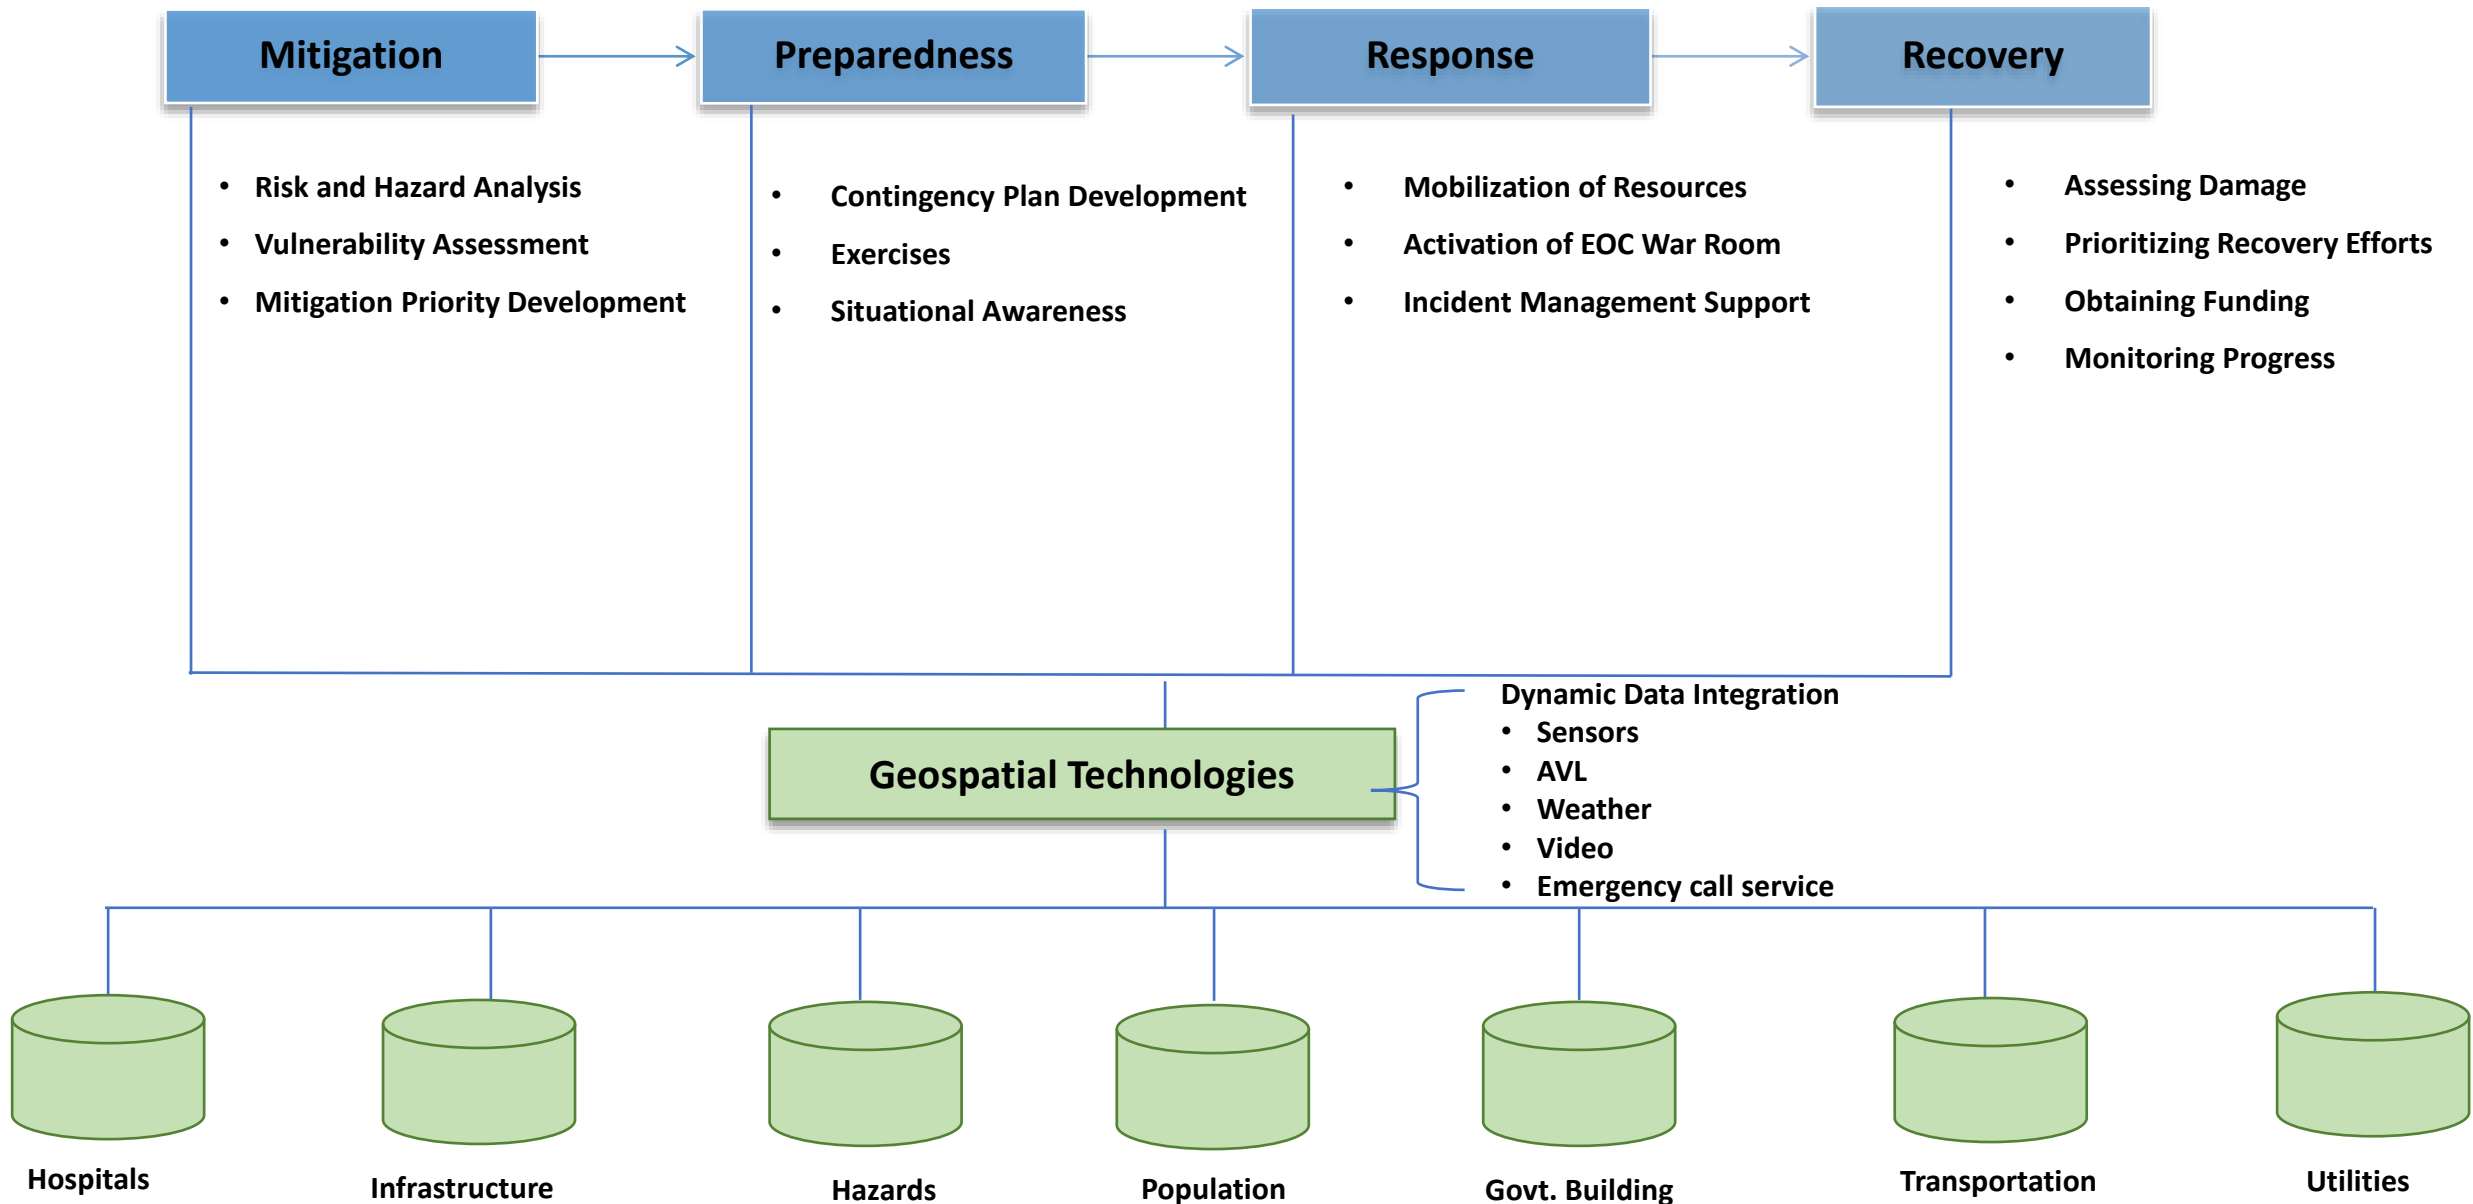 Mitigation
Preparedness
Response
Recovery
• Risk and Hazard Analysis
• Vulnerability Assessment
• Mitigation Priority Development
• Contingency Plan Development
• Exercises
• Situational Awareness
• Mobilization of Resources
• Activation of EOC War Room
• Incident Management Support
• Assessing Damage
• Prioritizing Recovery Efforts
• Obtaining Funding
• Monitoring Progress
Geospatial Technologies
Dynamic Data Integration
• Sensors
• AVL
• Weather
• Video
• Emergency call service
Hospitals
Infrastructure
Hazards
Population
Govt. Building
Transportation
Utilities